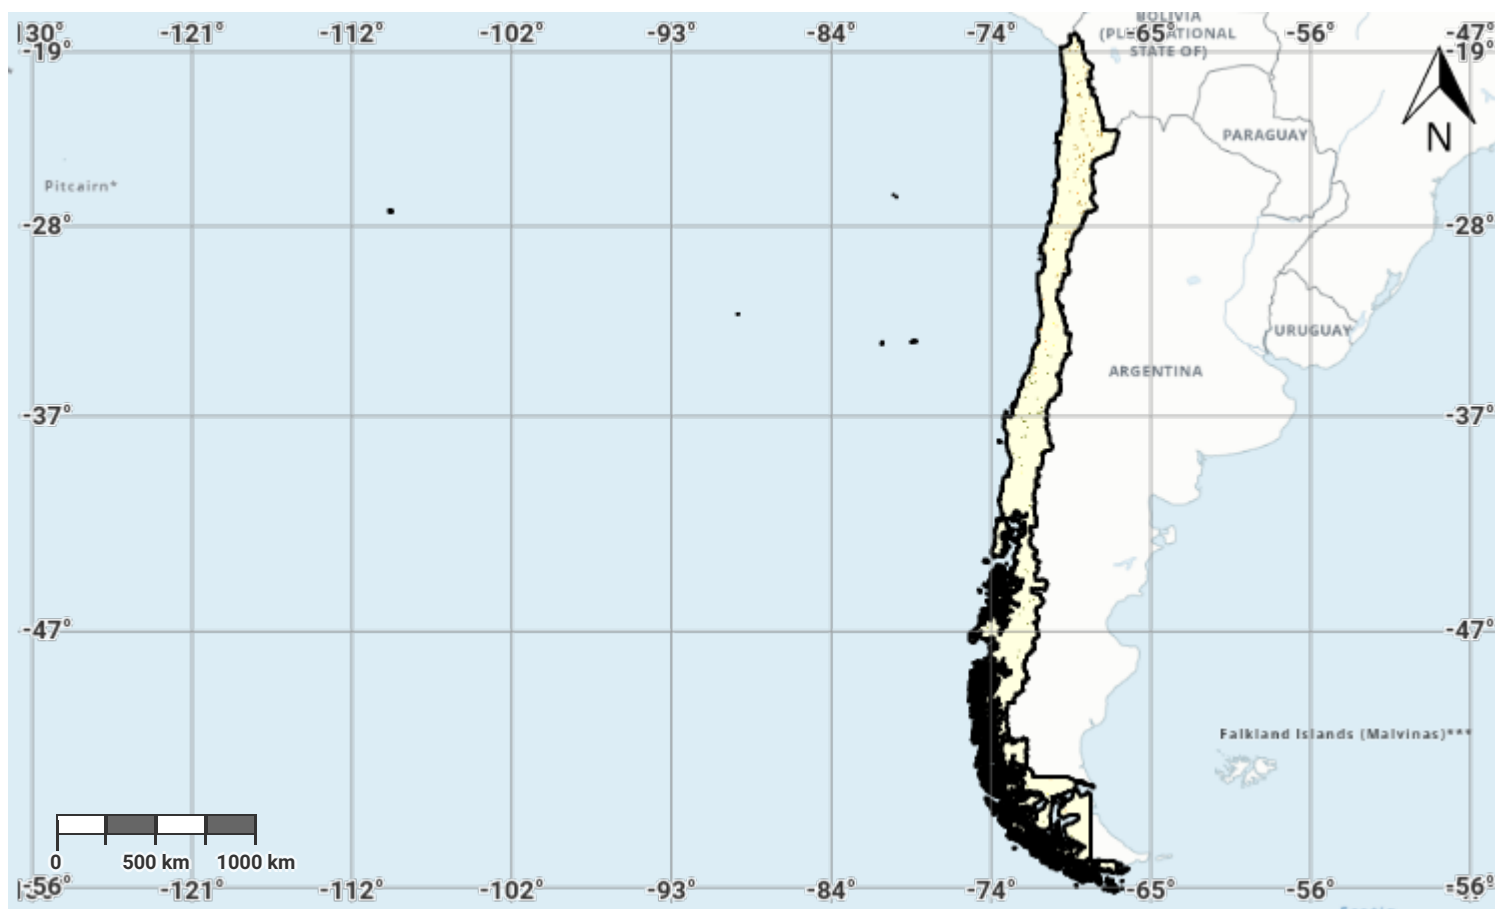 -121° -112° -102° -93° -84° -74° -65° -56° -47°
BOLIVIA
STATE OF)
-19° -19°
N
PARAGUAY
Pitcairn*
-28° -28°
URUGUAY
ARGENTINA
-37° -37°
-47° -47°
Falkland Islands (Malvinas)***
0 500 km 1000 km
-56° -121° -112° -102° -93° -84° -74° -65° -56° -56°